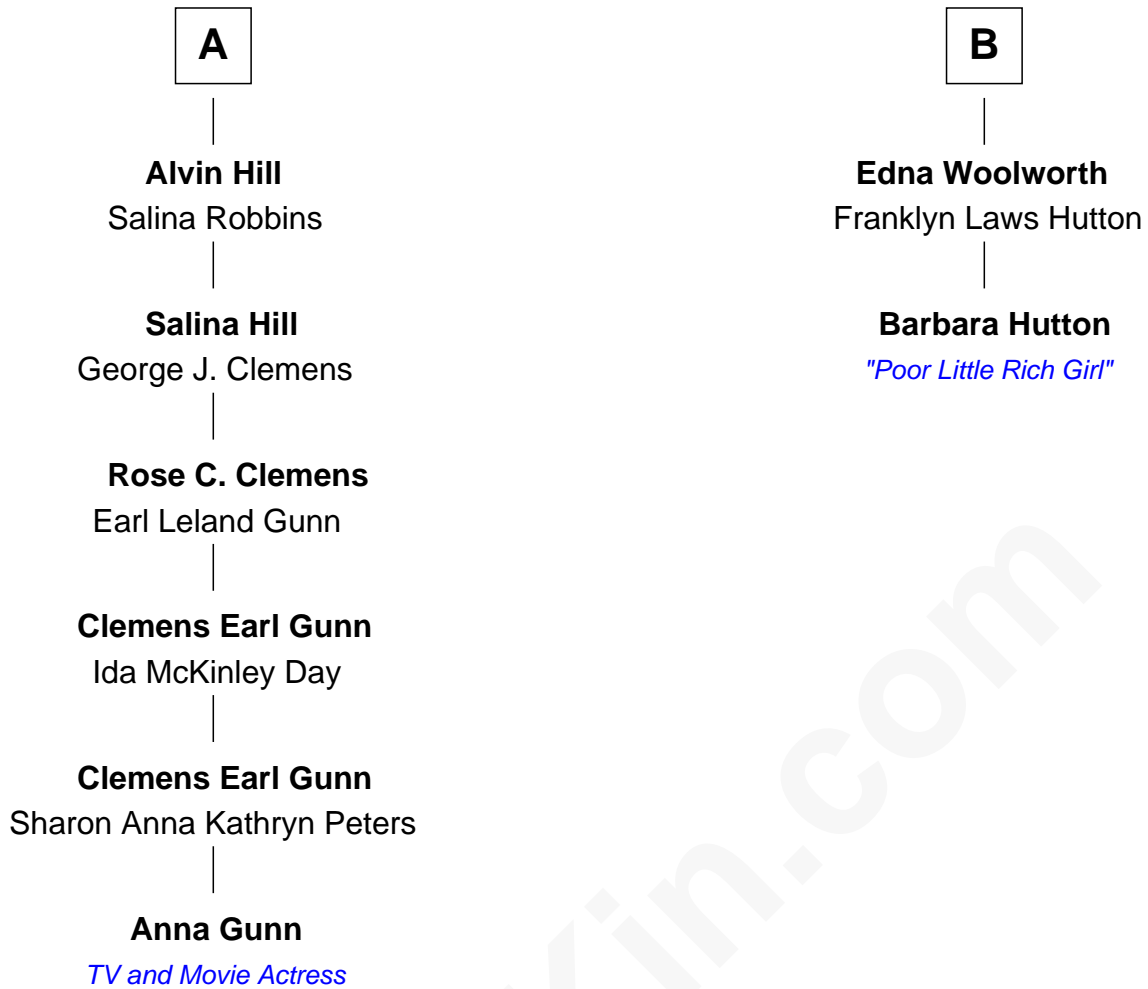 A
Alvin Hill
Salina Robbins
Salina Hill
George J. Clemens
Rose C. Clemens
Earl Leland Gunn
Clemens Earl Gunn
Ida McKinley Day
Clemens Earl Gunn
Sharon Anna Kathryn Peters
Anna Gunn
TV and Movie Actress
B
Edna Woolworth
Franklyn Laws Hutton
Barbara Hutton
"Poor Little Rich Girl"